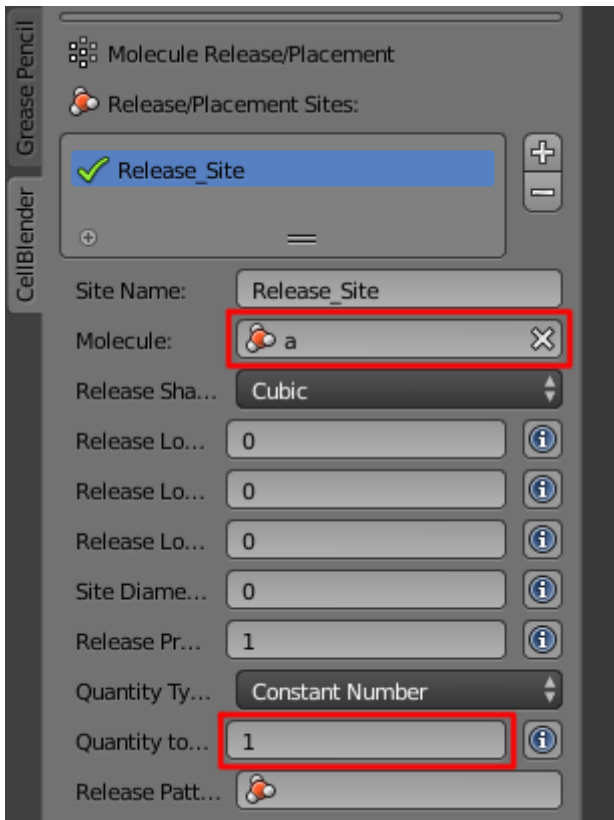 Grease Pencil
CellBlender
Molecule Release/Placement
Release/Placement Sites:
Release_Site
Site Name: Release_Site
Molecule: a
Release Sha... Cubic
Release Lo... 0
Release Lo... 0
Release Lo... 0
Site Diame... 0
Release Pr... 1
Quantity Ty... Constant Number
Quantity to... 1
Release Patt...